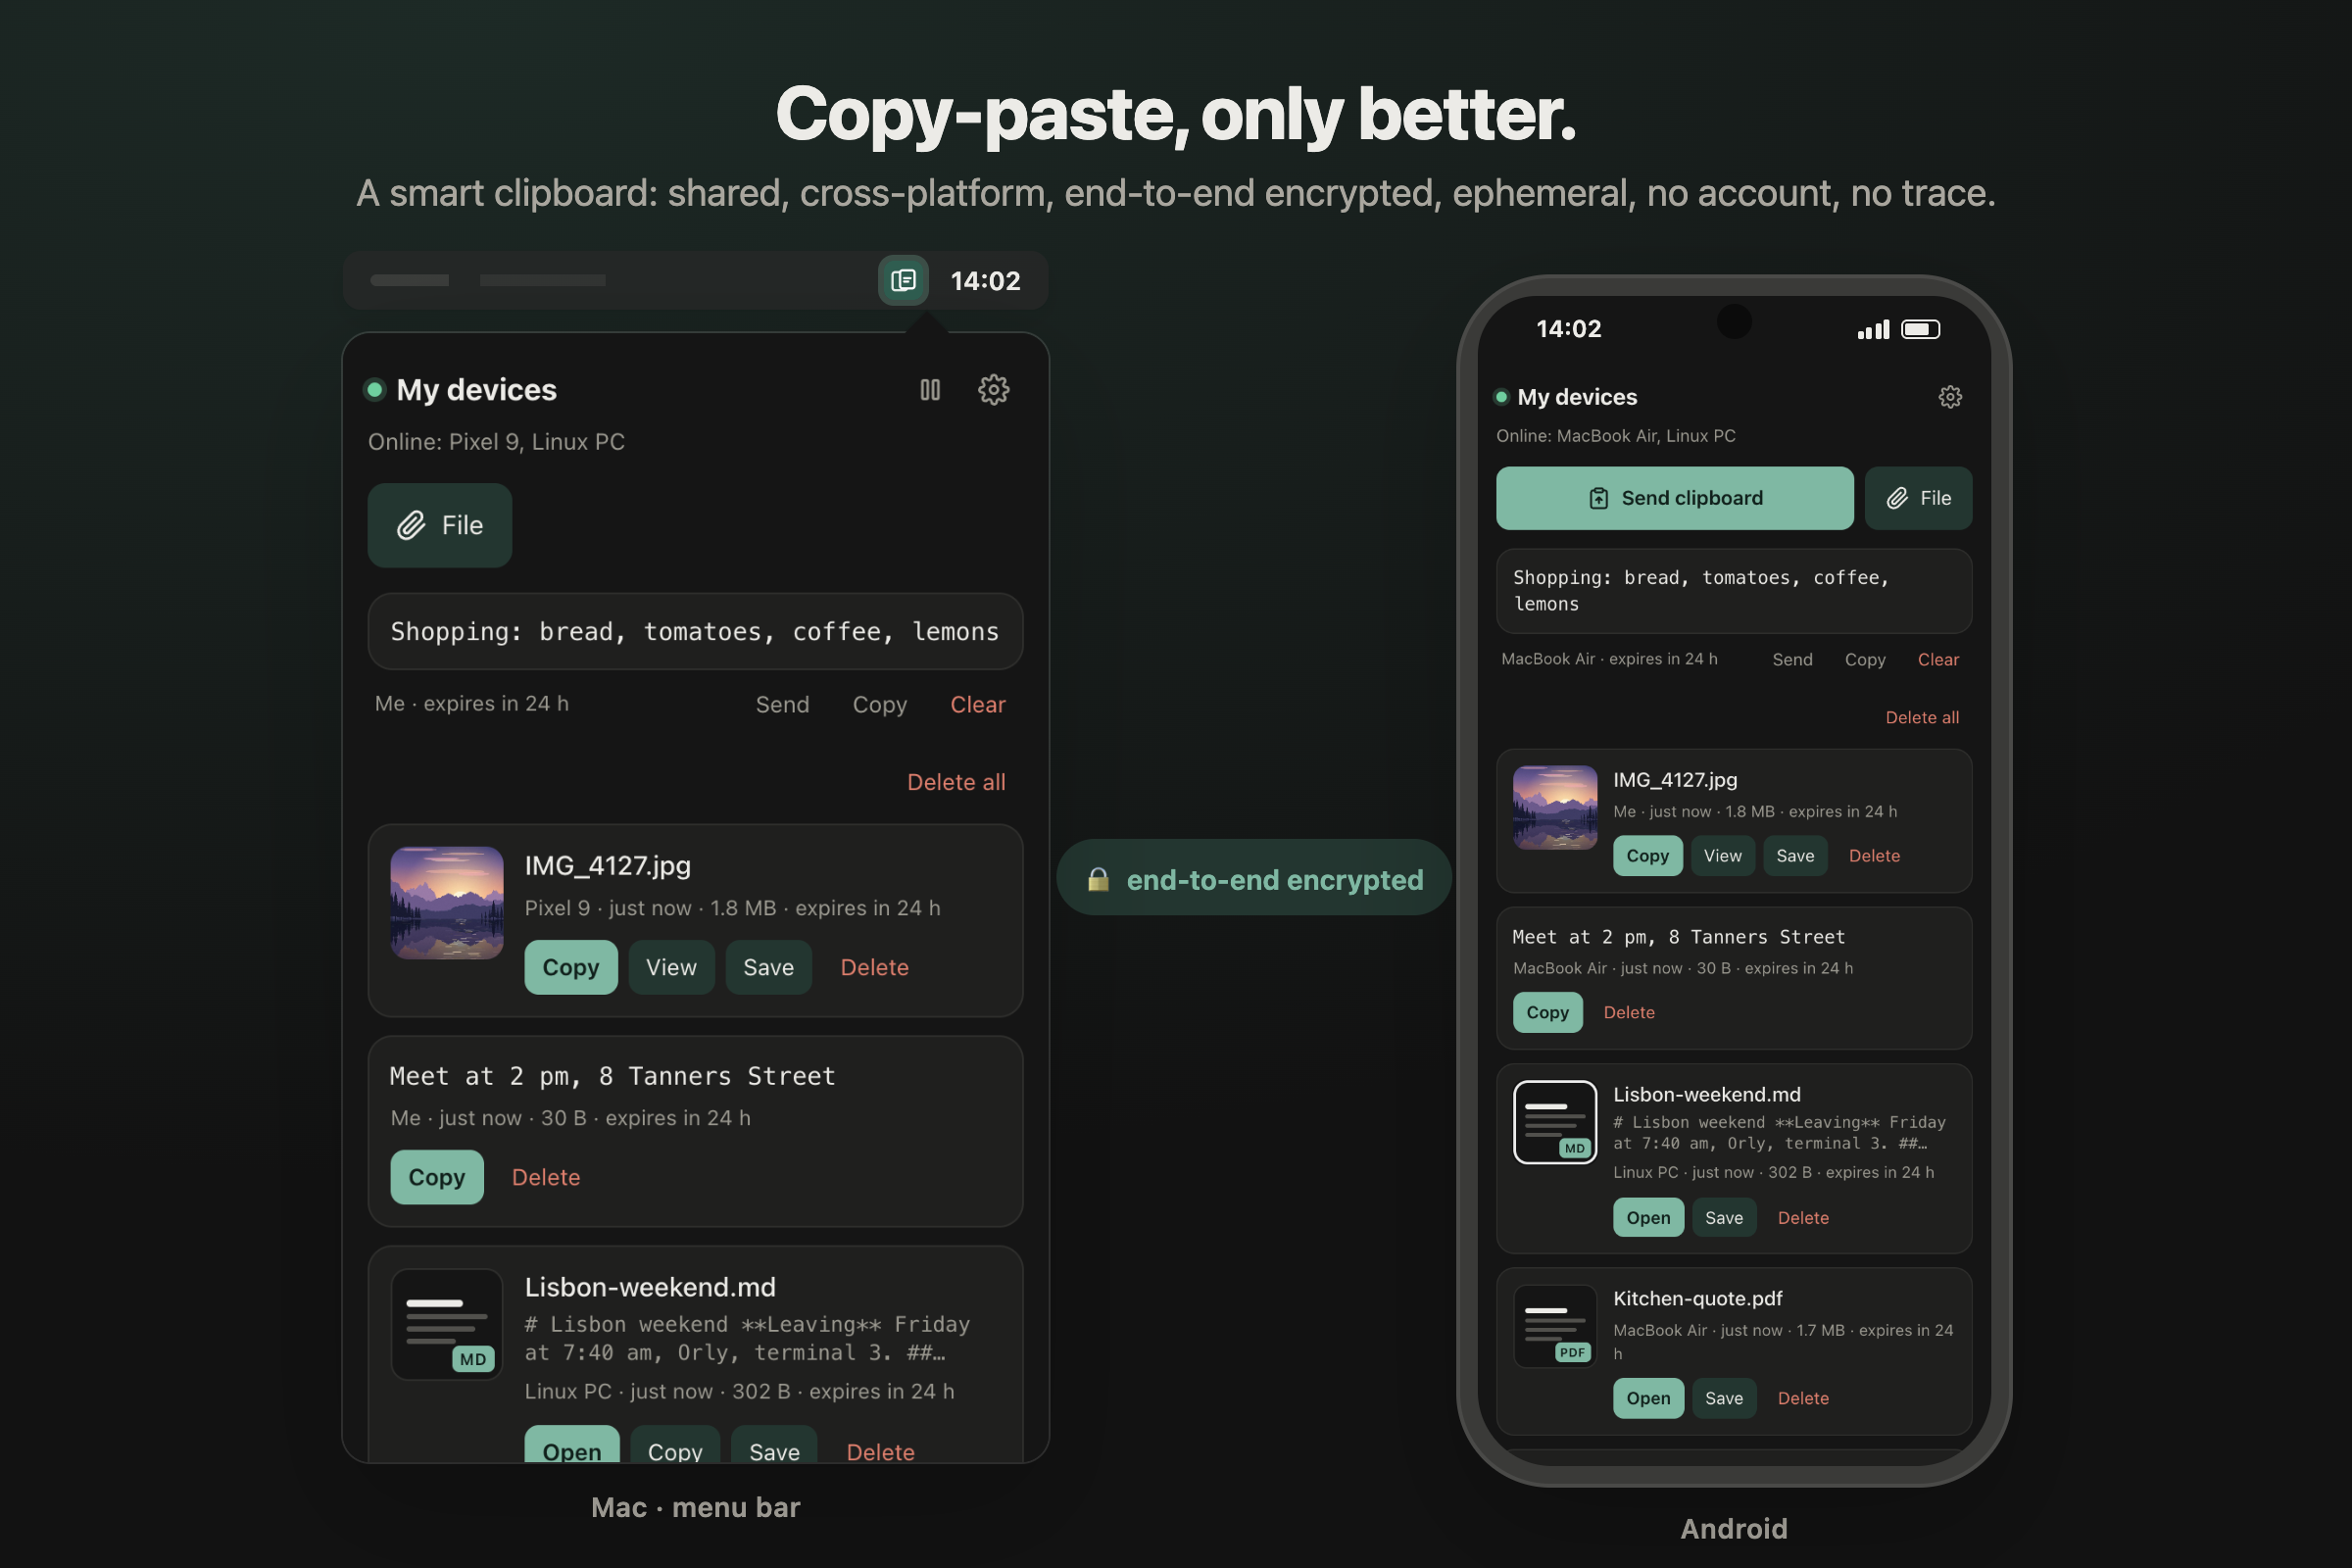 Copy-paste, only better.
A smart clipboard: shared, cross-platform, end-to-end encrypted, ephemeral, no account, no trace.
14:02
My devices
Online: Pixel 9, Linux PC
File
Shopping: bread, tomatoes, coffee, lemons
Me · expires in 24 h Send Copy Clear
Delete all
IMG_4127.jpg
Pixel 9 · just now · 1.8 MB · expires in 24 h
Copy View Save Delete
Meet at 2 pm, 8 Tanners Street
Me · just now · 30 B · expires in 24 h
Copy Delete
MD
Lisbon-weekend.md
# Lisbon weekend **Leaving** Friday
at 7:40 am, Orly, terminal 3. ##…
Linux PC · just now · 302 B · expires in 24 h
Open Copy Save Delete
Mac · menu bar
end-to-end encrypted
14:02
My devices
Online: MacBook Air, Linux PC
Send clipboard File
Shopping: bread, tomatoes, coffee,
lemons
MacBook Air · expires in 24 h Send Copy Clear
Delete all
IMG_4127.jpg
Me · just now · 1.8 MB · expires in 24 h
Copy View Save Delete
Meet at 2 pm, 8 Tanners Street
MacBook Air · just now · 30 B · expires in 24 h
Copy Delete
MD
Lisbon-weekend.md
# Lisbon weekend **Leaving** Friday
at 7:40 am, Orly, terminal 3. ##…
Linux PC · just now · 302 B · expires in 24 h
Open Save Delete
PDF
Kitchen-quote.pdf
MacBook Air · just now · 1.7 MB · expires in 24
h
Open Save Delete
Android